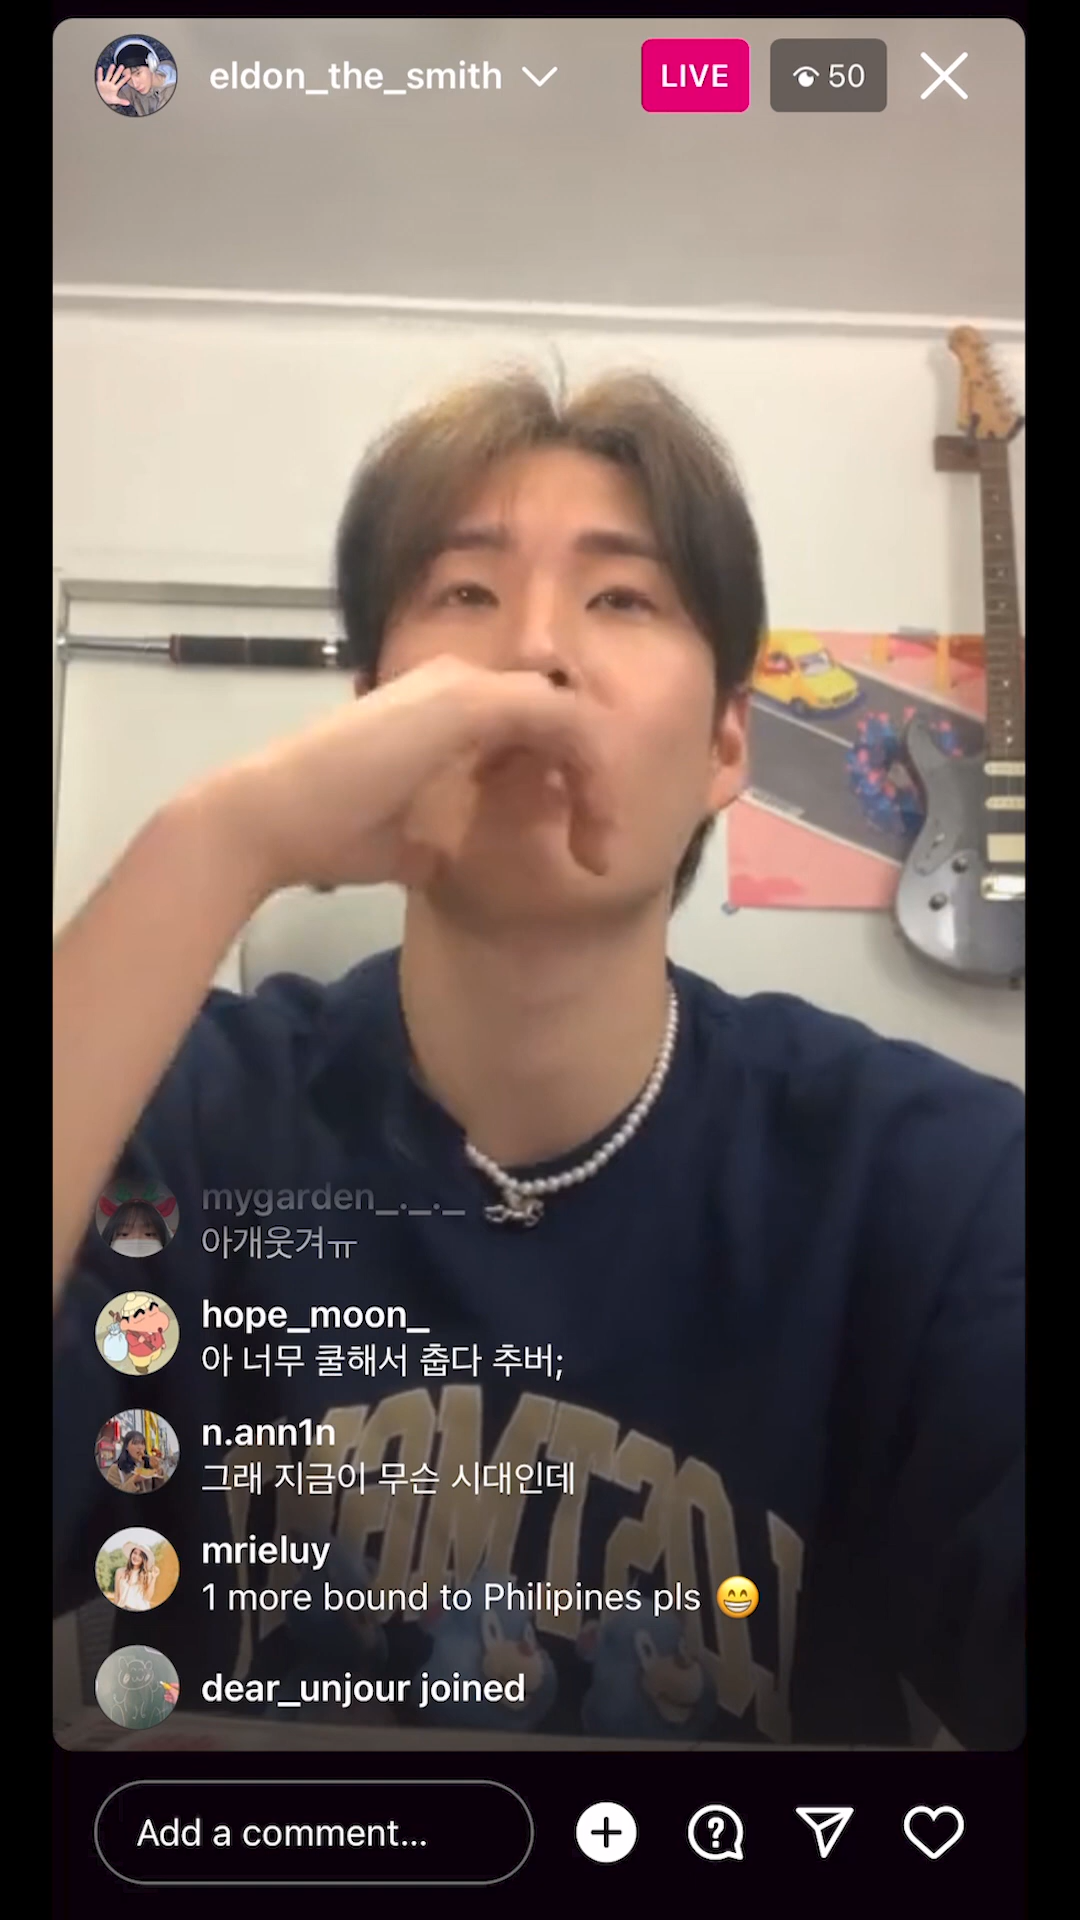 eldon_the_smith
LIVE
50
mygarden_._._
아개웃겨ㅠ
hope_moon_
아 너무 쿨해서 춥다 추버;
n.ann1n
그래 지금이 무슨 시대인데
mrieluy
1 more bound to Philipines pls 😁
dear_unjour joined
Add a comment...